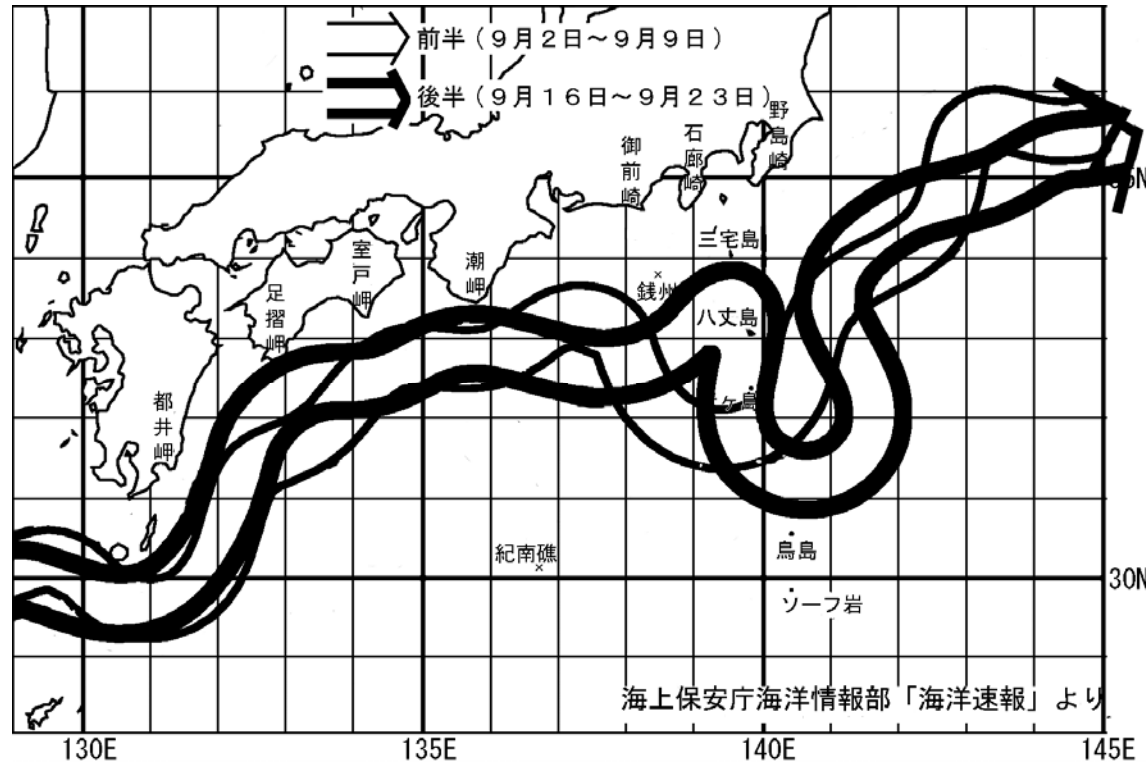 前半（９月２日～９月９日）
後半（９月１６日～９月２３日）
野島崎
石廊崎
御前崎
三宅島
銭州
八丈島
ヶ島
潮岬
室戸岬
足摺岬
都井岬
紀南礁
鳥島
ソーフ岩
35N
30N
海上保安庁海洋情報部「海洋速報」より
130E
135E
140E
145E